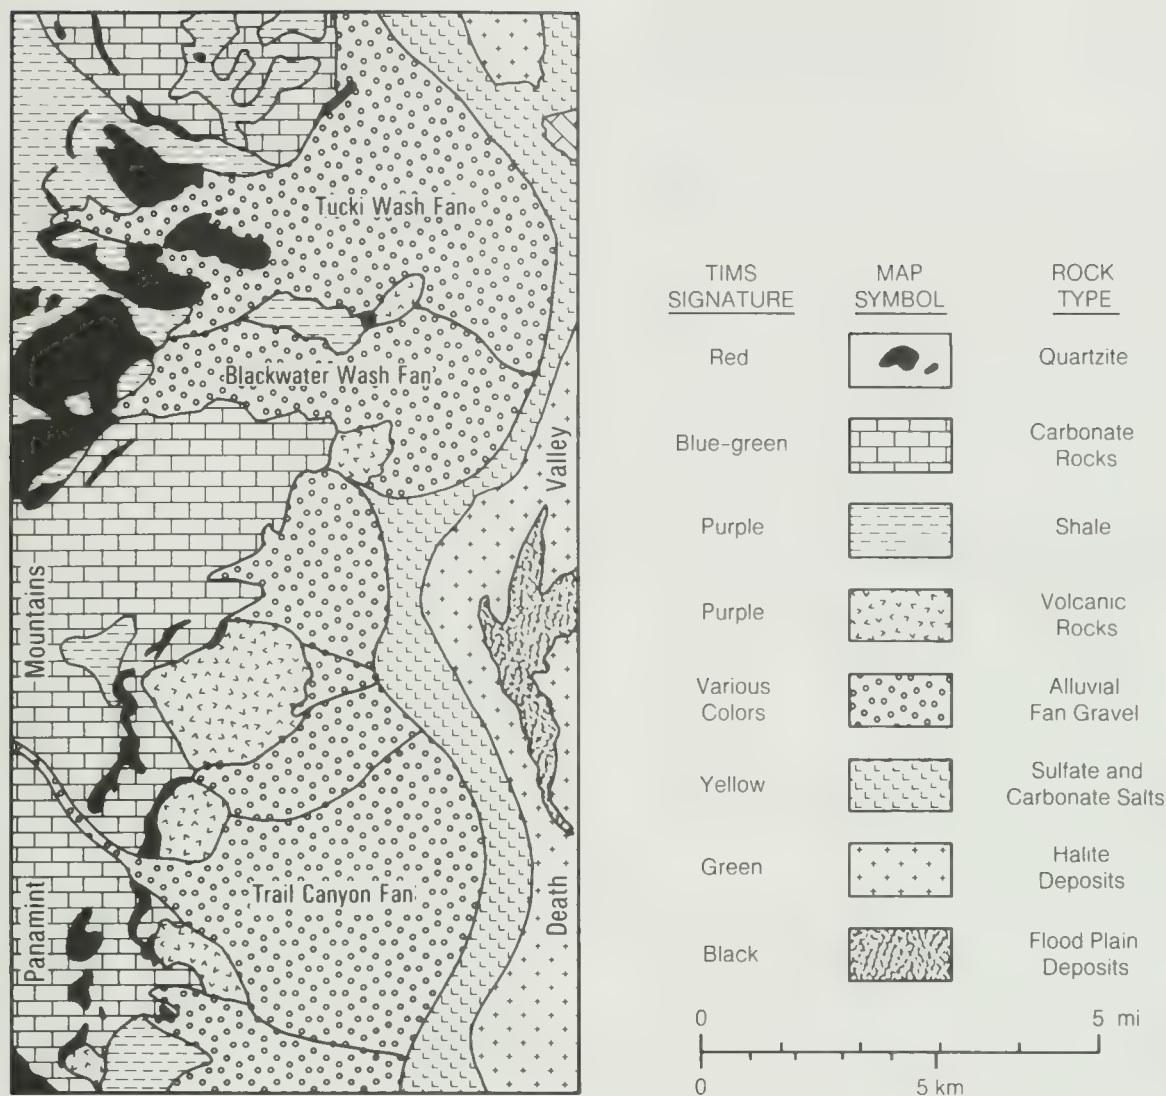 Tucki Wash Fan
Blackwater Wash Fan
Valley
Mountains
Trail Canyon Fan
Death
Panamint
TIMS SIGNATURE
MAP SYMBOL
ROCK TYPE
Red
Quartzite
Blue-green
Carbonate
Rocks
Purple
Shale
Purple
Volcanic
Rocks
Various
Colors
Alluvial
Fan Gravel
Yellow
Sulfate and
Carbonate Salts
Green
Halite
Deposits
Black
Flood Plain
Deposits
0 5 mi
0 5 km